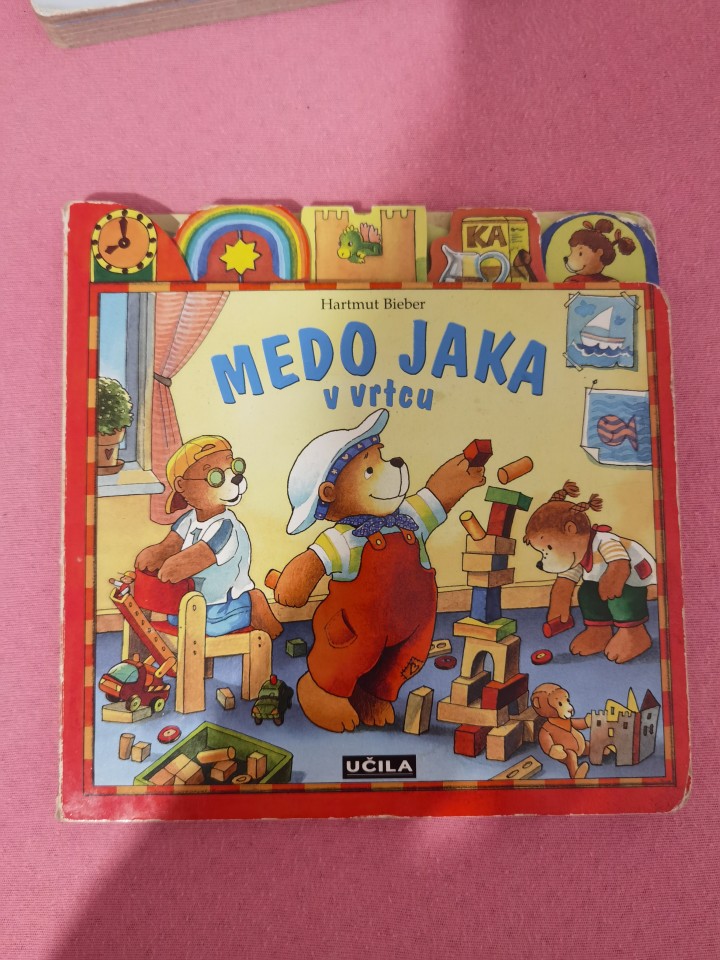 KA
Hartmut Bieber
MEDO JAKA
v vrtcu
UČILA